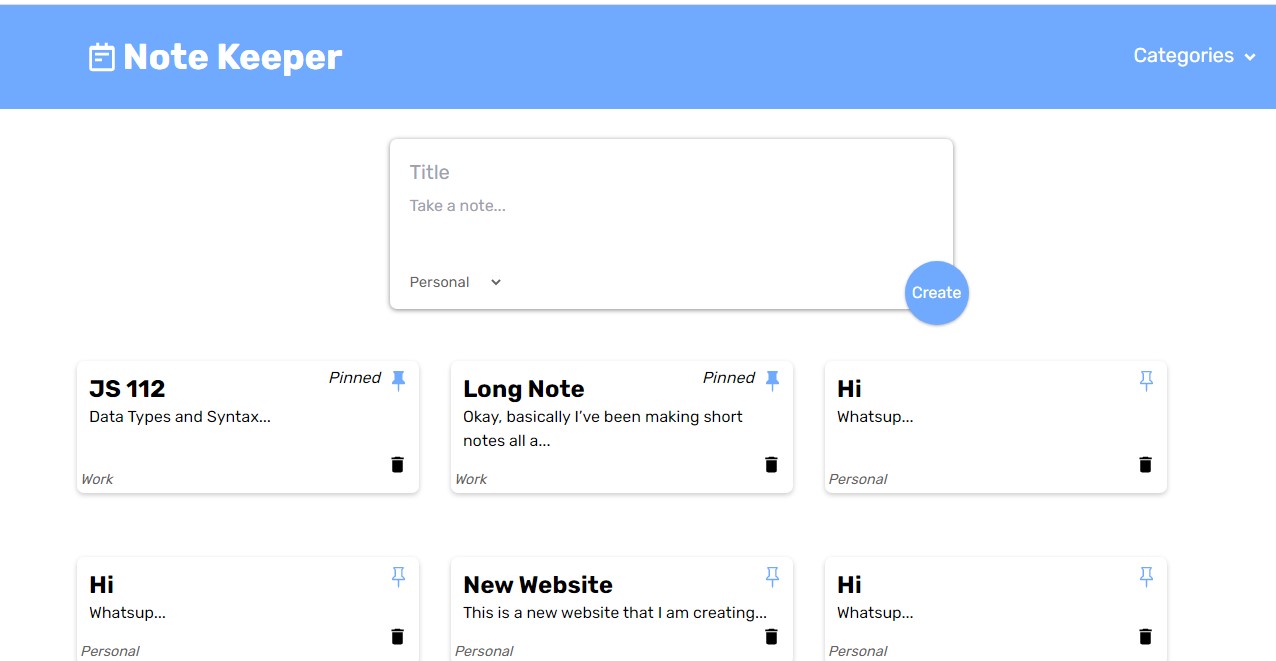 Note Keeper
Categories
Title
Take a note...
Personal
Create
JS 112
Pinned
Data Types and Syntax...
Work
Long Note
Pinned
Okay, basically I've been making short
notes all a...
Work
Hi
Whatsup...
Personal
Hi
Whatsup...
Personal
New Website
This is a new website that I am creating...
Personal
Hi
Whatsup...
Personal